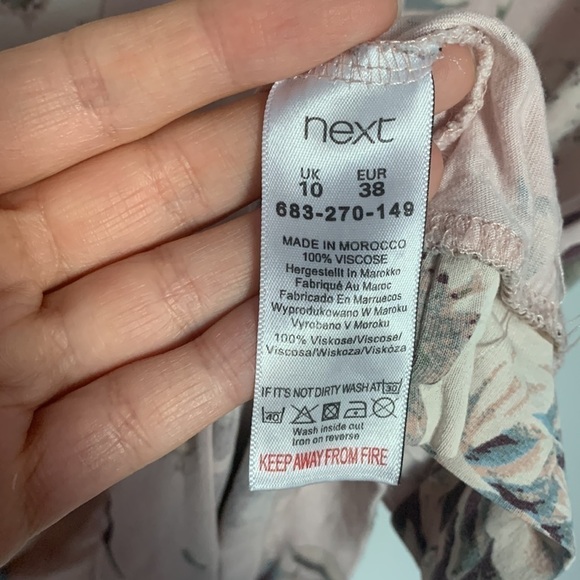 next
UK EUR
10 38
683-270-149
MADE IN MOROCCO
100% VISCOSE
Hergestellt In Marokko
Fabriqué Au Maroc
Fabricado En Marruecos
Wyprodukowano W Maroku
Vyrobeno V Moroku
100% Viskose/Viscose/
Viscosa/Wiskoza/Viskóza
IF IT'S NOT DIRTY WASH AT 30
40
Wash inside out
Iron on reverse
KEEP AWAY FROM FIRE